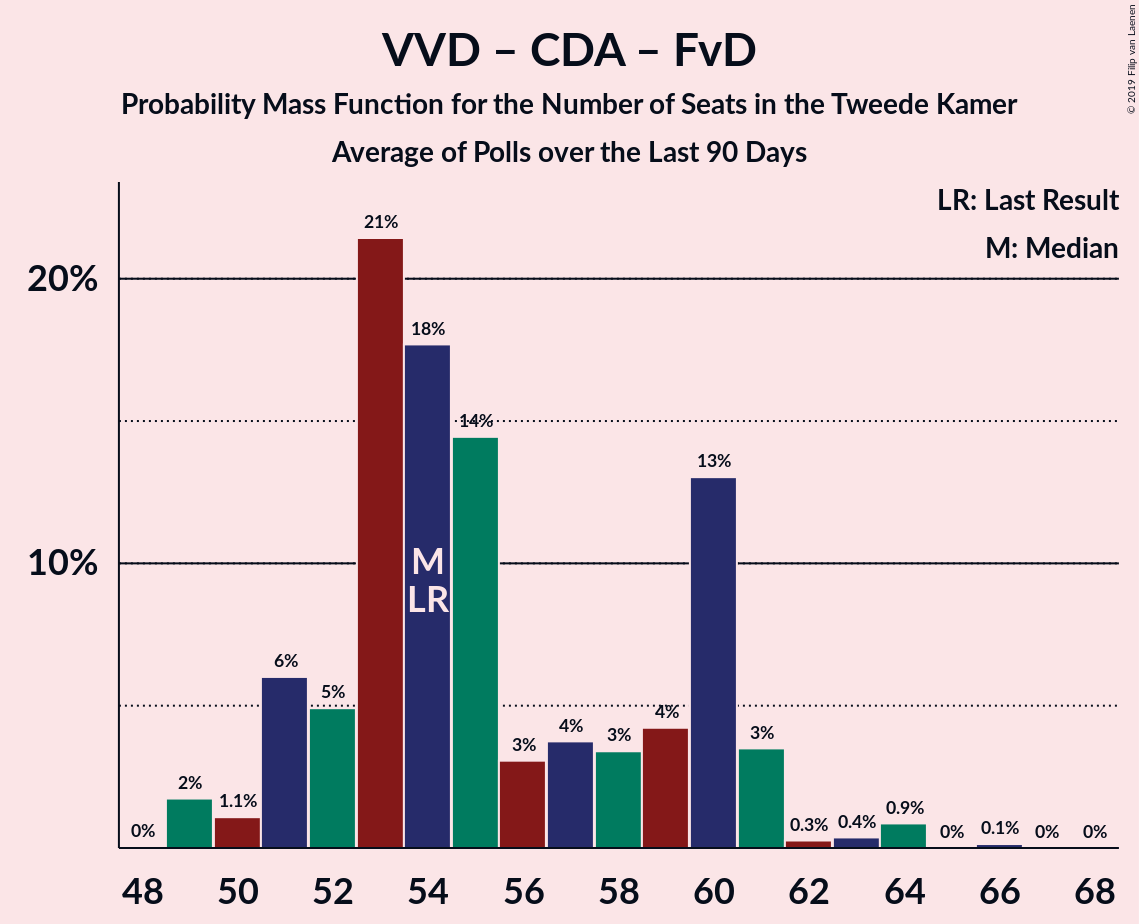 VVD – CDA – FvD
Probability Mass Function for the Number of Seats in the Tweede Kamer
Average of Polls over the Last 90 Days
© 2019 Filip van Laenen
LR: Last Result
M: Median
20%
10%
0%
2%
1.1%
6%
5%
21%
18%
14%
3%
4%
3%
4%
13%
3%
0.3%
0.4%
0.9%
0%
0.1%
0%
0%
M
LR
48 50 52 54 56 58 60 62 64 66 68